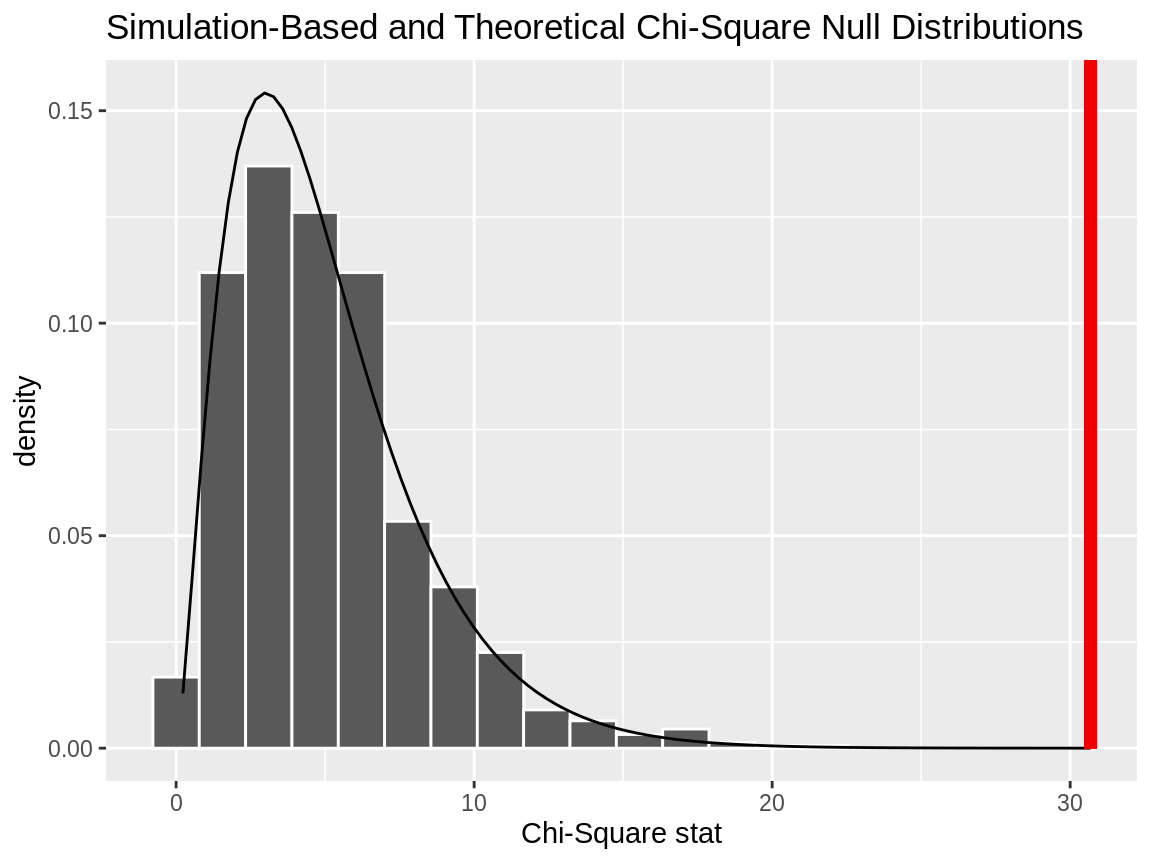 Simulation-Based and Theoretical Chi-Square Null Distributions
0.15
0.10
0.05
0.00
density
0 10 20 30
Chi-Square stat